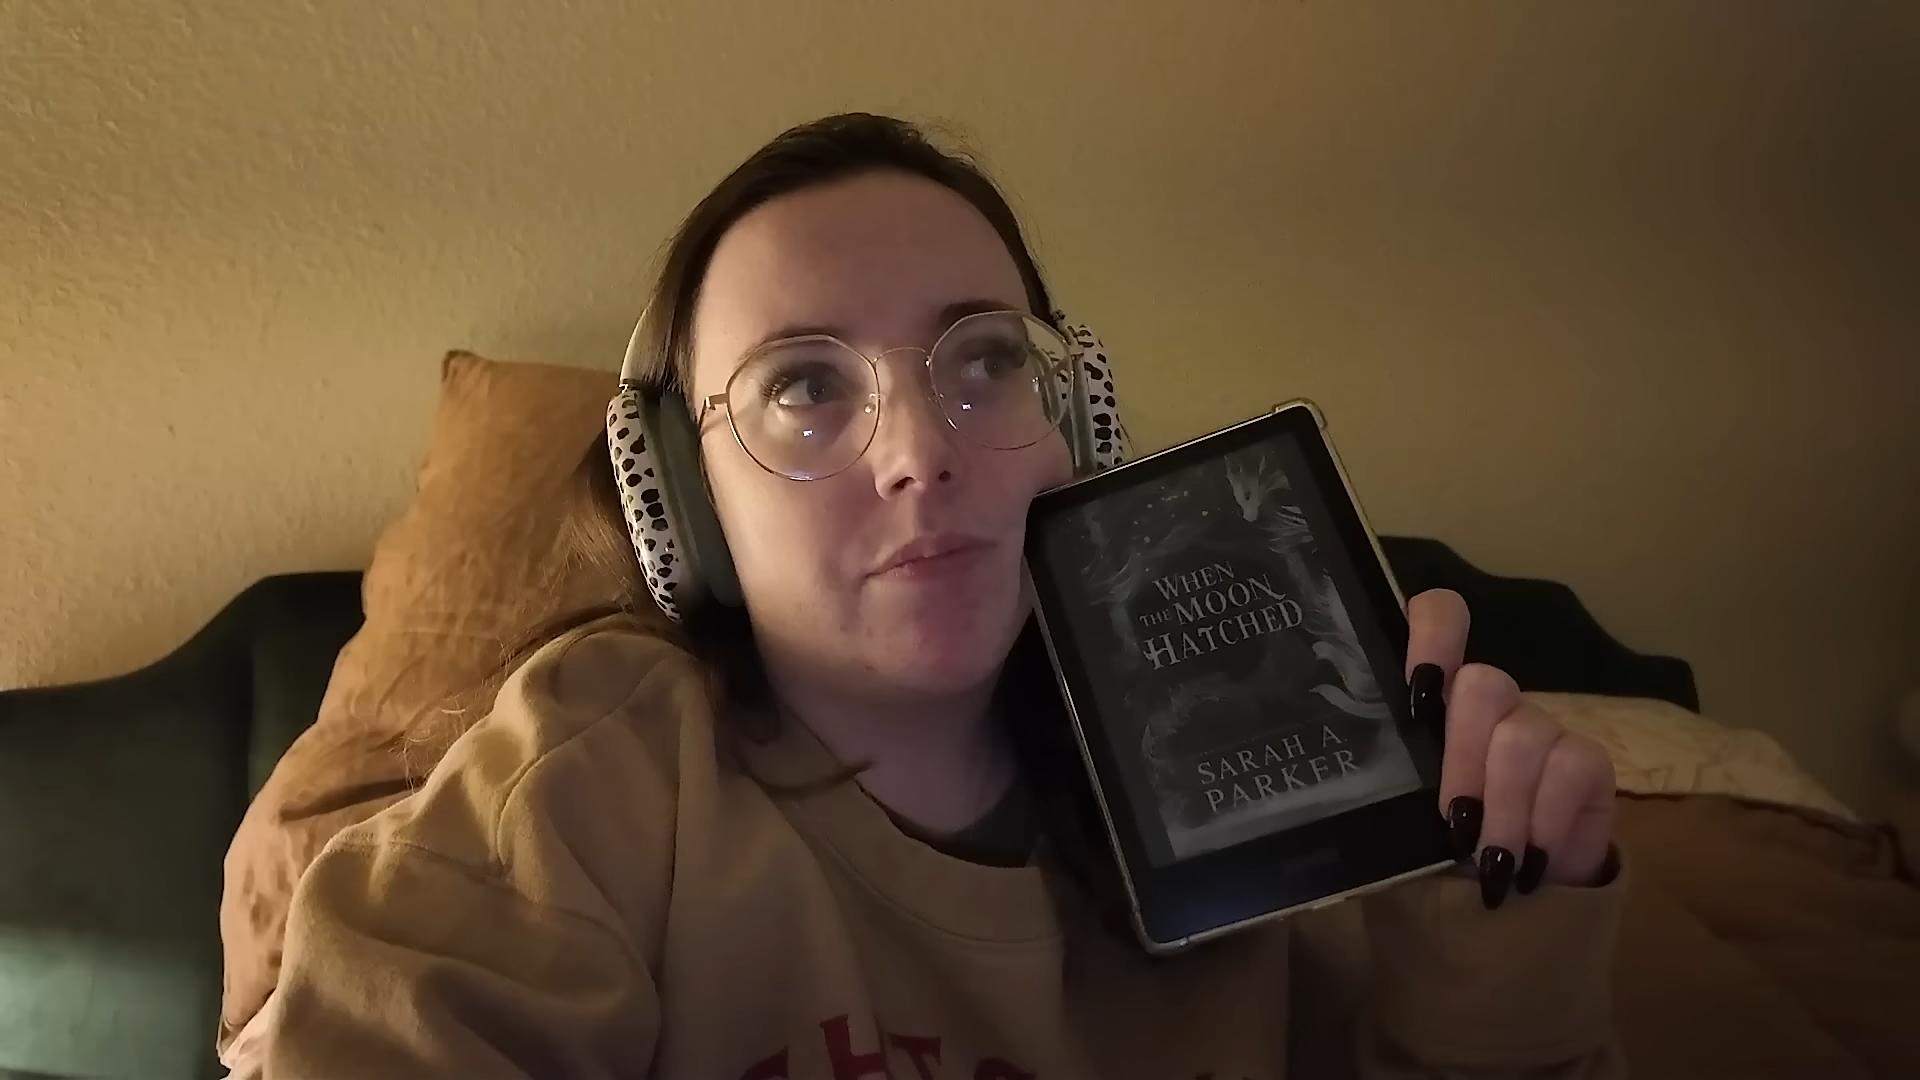 WHEN
THE MOON
HATCHED
SARAH A.
PARKER